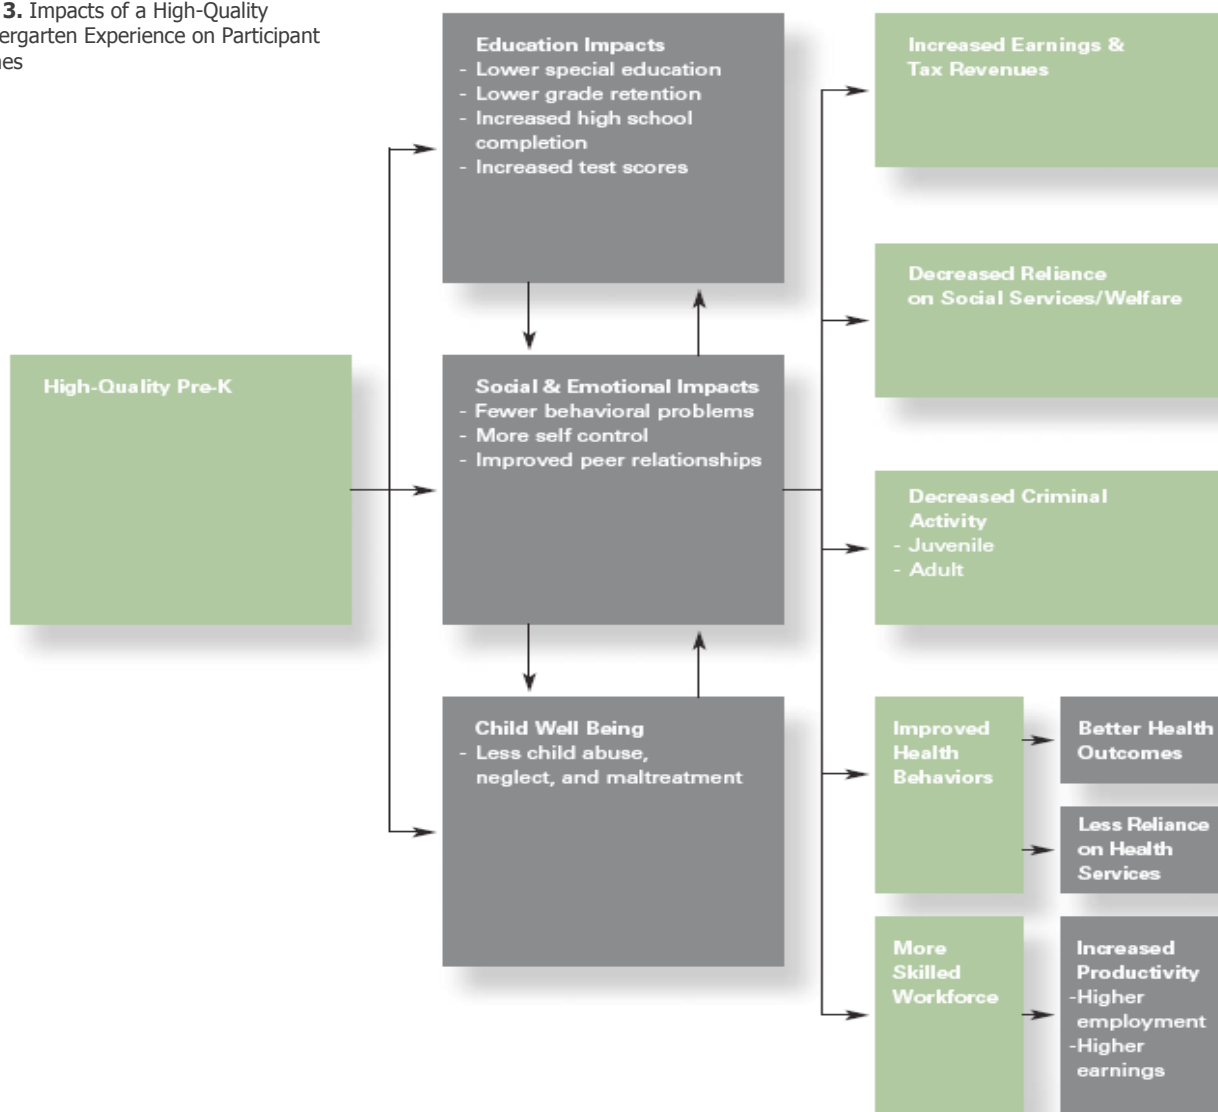 3. Impacts of a High-Quality
ergarten Experience on Participant
nes
Education Impacts
- Lower special education
- Lower grade retention
- Increased high school
completion
- Increased test scores
Increased Earnings &
Tax Revenues
Decreased Reliance
on Social Services/Welfare
High-Quality Pre-K
Social & Emotional Impacts
- Fewer behavioral problems
- More self control
- Improved peer relationships
Decreased Criminal
Activity
- Juvenile
- Adult
Child Well Being
- Less child abuse,
neglect, and maltreatment
Improved
Health
Behaviors
Better Health
Outcomes
Less Reliance
on Health
Services
More
Skilled
Workforce
Increased
Productivity
-Higher
employment
-Higher
earnings